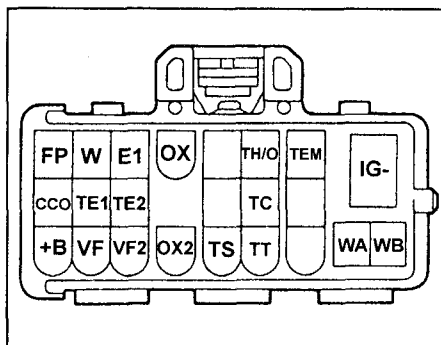 FP W E1 OX TH/O TEM IG-
CCO TE1 TE2 TC
+B VF VF2 OX2 TS TT WA WB